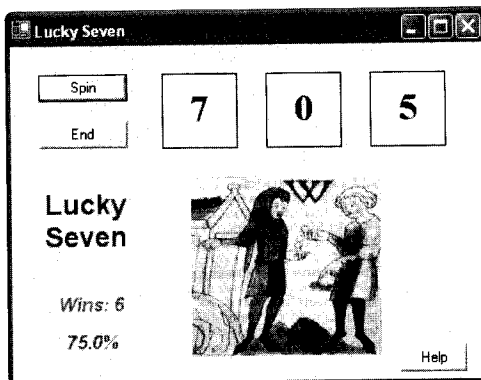 Lucky Seven
Spin
End
7 0 5
Lucky
Seven
Wins: 6
75.0%
Help